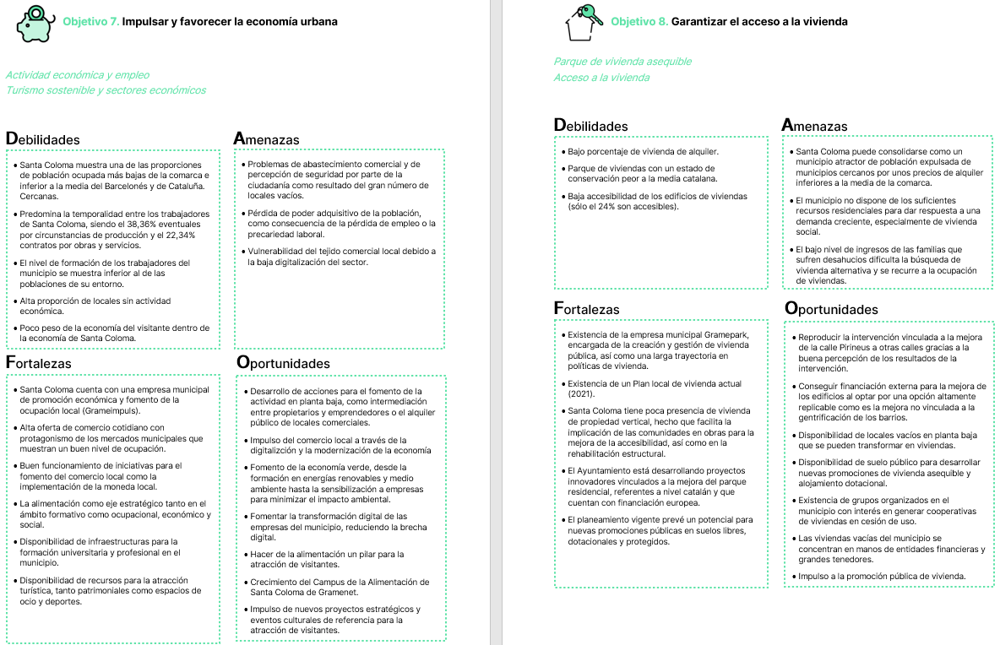 Objetivo 7. Impulsar y favorecer la economía urbana
Actividad económica y empleo
Turismo sostenible y sectores económicos
Debilidades
• Santa Coloma muestra una de las proporciones
de población ocupada más bajas de la comarca e
inferior a la media del Barcelonés y de Cataluña.
Cercanas.
• Predomina la temporalidad entre los trabajadores
de Santa Coloma, siendo el 38,36% eventuales
por circunstancias de producción y el 22,34%
contratos por obras y servicios.
• El nivel de formación de los trabajadores del
municipio se muestra inferior al de las
poblaciones de su entorno.
• Alta proporción de locales sin actividad
económica.
• Poco peso de la economía del visitante dentro de
la economía de Santa Coloma.
Amenazas
• Problemas de abastecimiento comercial y de
percepción de seguridad por parte de la
ciudadanía como resultado del gran número de
locales vacíos.
• Pérdida de poder adquisitivo de la población,
como consecuencia de la pérdida de empleo o la
precariedad laboral.
• Vulnerabilidad del tejido comercial local debido a
la baja digitalización del sector.
Fortalezas
• Santa Coloma cuenta con una empresa municipal
de promoción económica y fomento de la
ocupación local (Grameimpuls).
• Alta oferta de comercio cotidiano con
protagonismo de los mercados municipales que
muestran un buen nivel de ocupación.
• Buen funcionamiento de iniciativas para el
fomento del comercio local como la
implementación de la moneda local.
• La alimentación como eje estratégico tanto en el
ámbito formativo como ocupacional, económico y
social.
• Disponibilidad de infraestructuras para la
formación universitaria y profesional en el
municipio.
• Disponibilidad de recursos para la atracción
turística, tanto patrimoniales como espacios de
ocio y deportes.
Oportunidades
• Desarrollo de acciones para el fomento de la
actividad en planta baja, como intermediación
entre propietarios y emprendedores o el alquiler
público de locales comerciales.
• Impulso del comercio local a través de la
digitalizción y la modernización de la economía
• Fomento de la economía verde, desde la
formación en energías renovables y medio
ambiente hasta la sensibilización a empresas
para minimizar el impacto ambiental.
• Fomentar la transformación digital de las
empresas del municipio, reduciendo la brecha
digital.
• Hacer de la alimentación un pilar para la
atracción de visitantes.
• Crecimiento del Campus de la Alimentación de
Santa Coloma de Gramenet.
• Impulso de nuevos proyectos estratégicos y
eventos culturales de referencia para la
atracción de visitantes.
Objetivo 8. Garantizar el acceso a la vivienda
Parque de vivienda asequible
Acceso a la vivienda
Debilidades
• Bajo porcentaje de vivienda de alquiler.
• Parque de viviendas con un estado de
conservación peor a la media catalana.
• Baja accesibilidad de los edificios de viviendas
(sólo el 24% son accesibles).
Amenazas
• Santa Coloma puede consolidarse como un
municipio atractor de población expulsada de
municipios cercanos por unos precios de alquiler
inferiores a la media de la comarca.
• El municipio no dispone de los suficientes
recursos residenciales para dar respuesta a una
demanda creciente, especialmente de vivienda
social.
• El bajo nivel de ingresos de las familias que
sufren desahucios dificulta la búsqueda de
vivienda alternativa y se recurre a la ocupación
de viviendas.
Fortalezas
• Existencia de la empresa municipal Gramepark,
encargada de la creación y gestión de vivienda
pública, así como una larga trayectoria en
políticas de vivienda.
• Existencia de un Plan local de vivienda actual
(2021).
• Santa Coloma tiene poca presencia de vivienda
de propiedad vertical, hecho que facilita la
implicación de las comunidades en obras para la
mejora de la accesibilidad, así como en la
rehabilitación estructural.
• El Ayuntamiento está desarrollando proyectos
innovadores vinculados a la mejora del parque
residencial, referentes a nivel catalán y que
cuentan con financiación europea.
• El planeamiento vigente prevé un potencial para
nuevas promociones públicas en suelos libres,
dotacionales y protegidos.
Oportunidades
• Reproducir la intervención vinculada a la mejora
de la calle Pirineus a otras calles gracias a la
buena percepción de los resultados de la
intervención.
• Conseguir financiación externa para la mejora de
los edificios al optar por una opción altamente
replicable como es la mejora no vinculada a la
gentrificación de los barrios.
• Disponibilidad de locales vacíos en planta baja
que se pueden transformar en viviendas.
• Disponibilidad de suelo público para desarrollar
nuevas promociones de vivienda asequible y
alojamiento dotacional.
• Existencia de grupos organizados en el
municipio con interés en generar cooperativas
de viviendas en cesión de uso.
• Las viviendas vacías del municipio se
concentran en manos de entidades financieras y
grandes tenedores.
• Impulso a la promoción pública de vivienda.